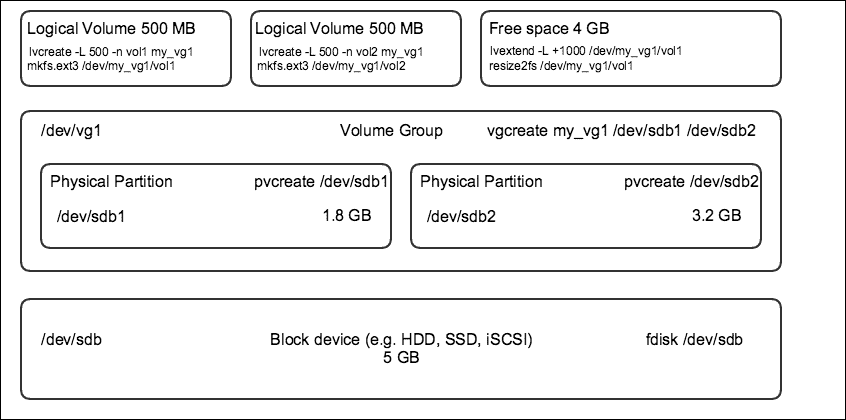 Logical Volume 500 MB
lvcreate -L 500 -n vol1 my_vg1
mkfs.ext3 /dev/my_vg1/vol1
Logical Volume 500 MB
lvcreate -L 500 -n vol2 my_vg1
mkfs.ext3 /dev/my_vg1/vol2
Free space 4 GB
lvextend -L +1000 /dev/my_vg1/vol1
resize2fs /dev/my_vg1/vol1
/dev/vg1 Volume Group vgcreate my_vg1 /dev/sdb1 /dev/sdb2
Physical Partition pvcreate /dev/sdb1
/dev/sdb1 1.8 GB
Physical Partition pvcreate /dev/sdb2
/dev/sdb2 3.2 GB
/dev/sdb Block device (e.g. HDD, SSD, iSCSI) fdisk /dev/sdb
5 GB